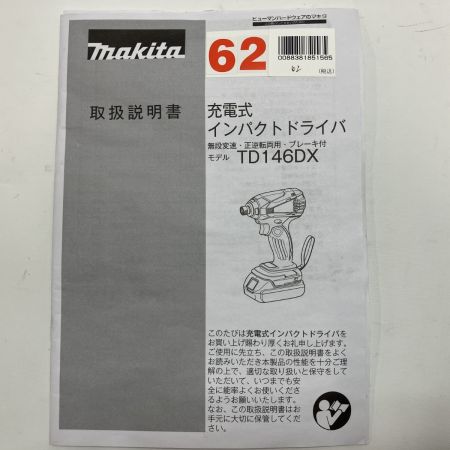 ヒューマンハードウェアのマキタ
makita
62
0088381851565
62
(税込)
取扱説明書
充電式
インパクトドライバ
無段変速・正逆転両用・ブレーキ付
モデル TD146DX
このたびは充電式インパクトドライバを
お買い上げ賜わり厚くお礼申し上げます。
ご使用に先立ち、この取扱説明書をよく
お読みいただき本製品の性能を十分ご理
解の上で、適切な取り扱いと保守をして
いただいて、いつまでも安
全に能率よくお使いくださ
るようお願いいたします。
なお、この取扱説明書はお
手元に大切に保管してくだ